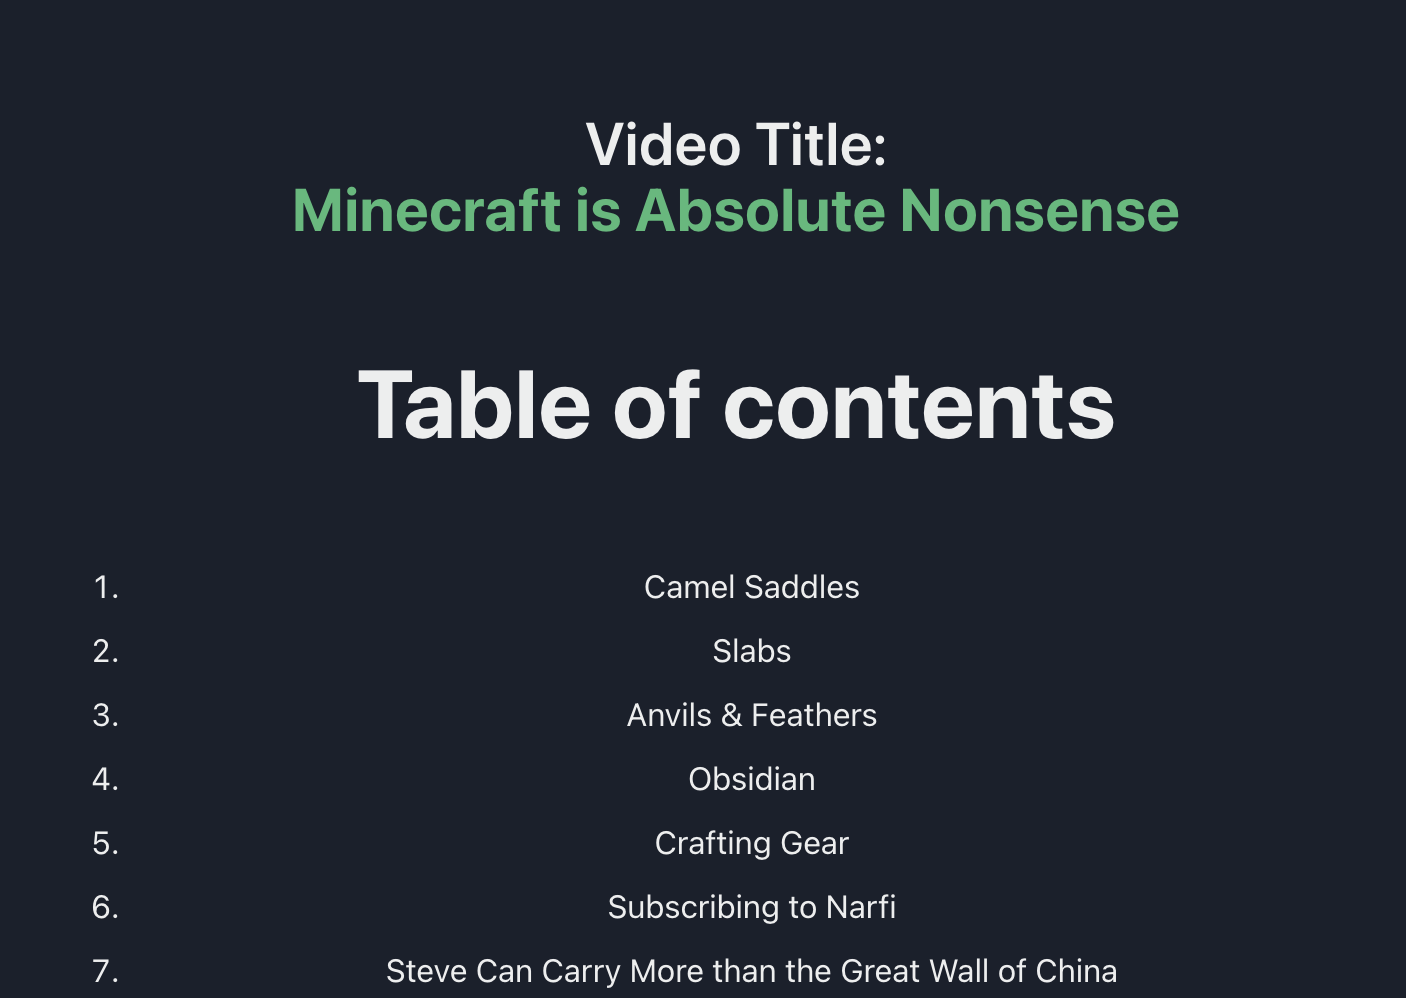 Video Title:
Minecraft is Absolute Nonsense
Table of contents
1. Camel Saddles
2. Slabs
3. Anvils & Feathers
4. Obsidian
5. Crafting Gear
6. Subscribing to Narfi
7. Steve Can Carry More than the Great Wall of China